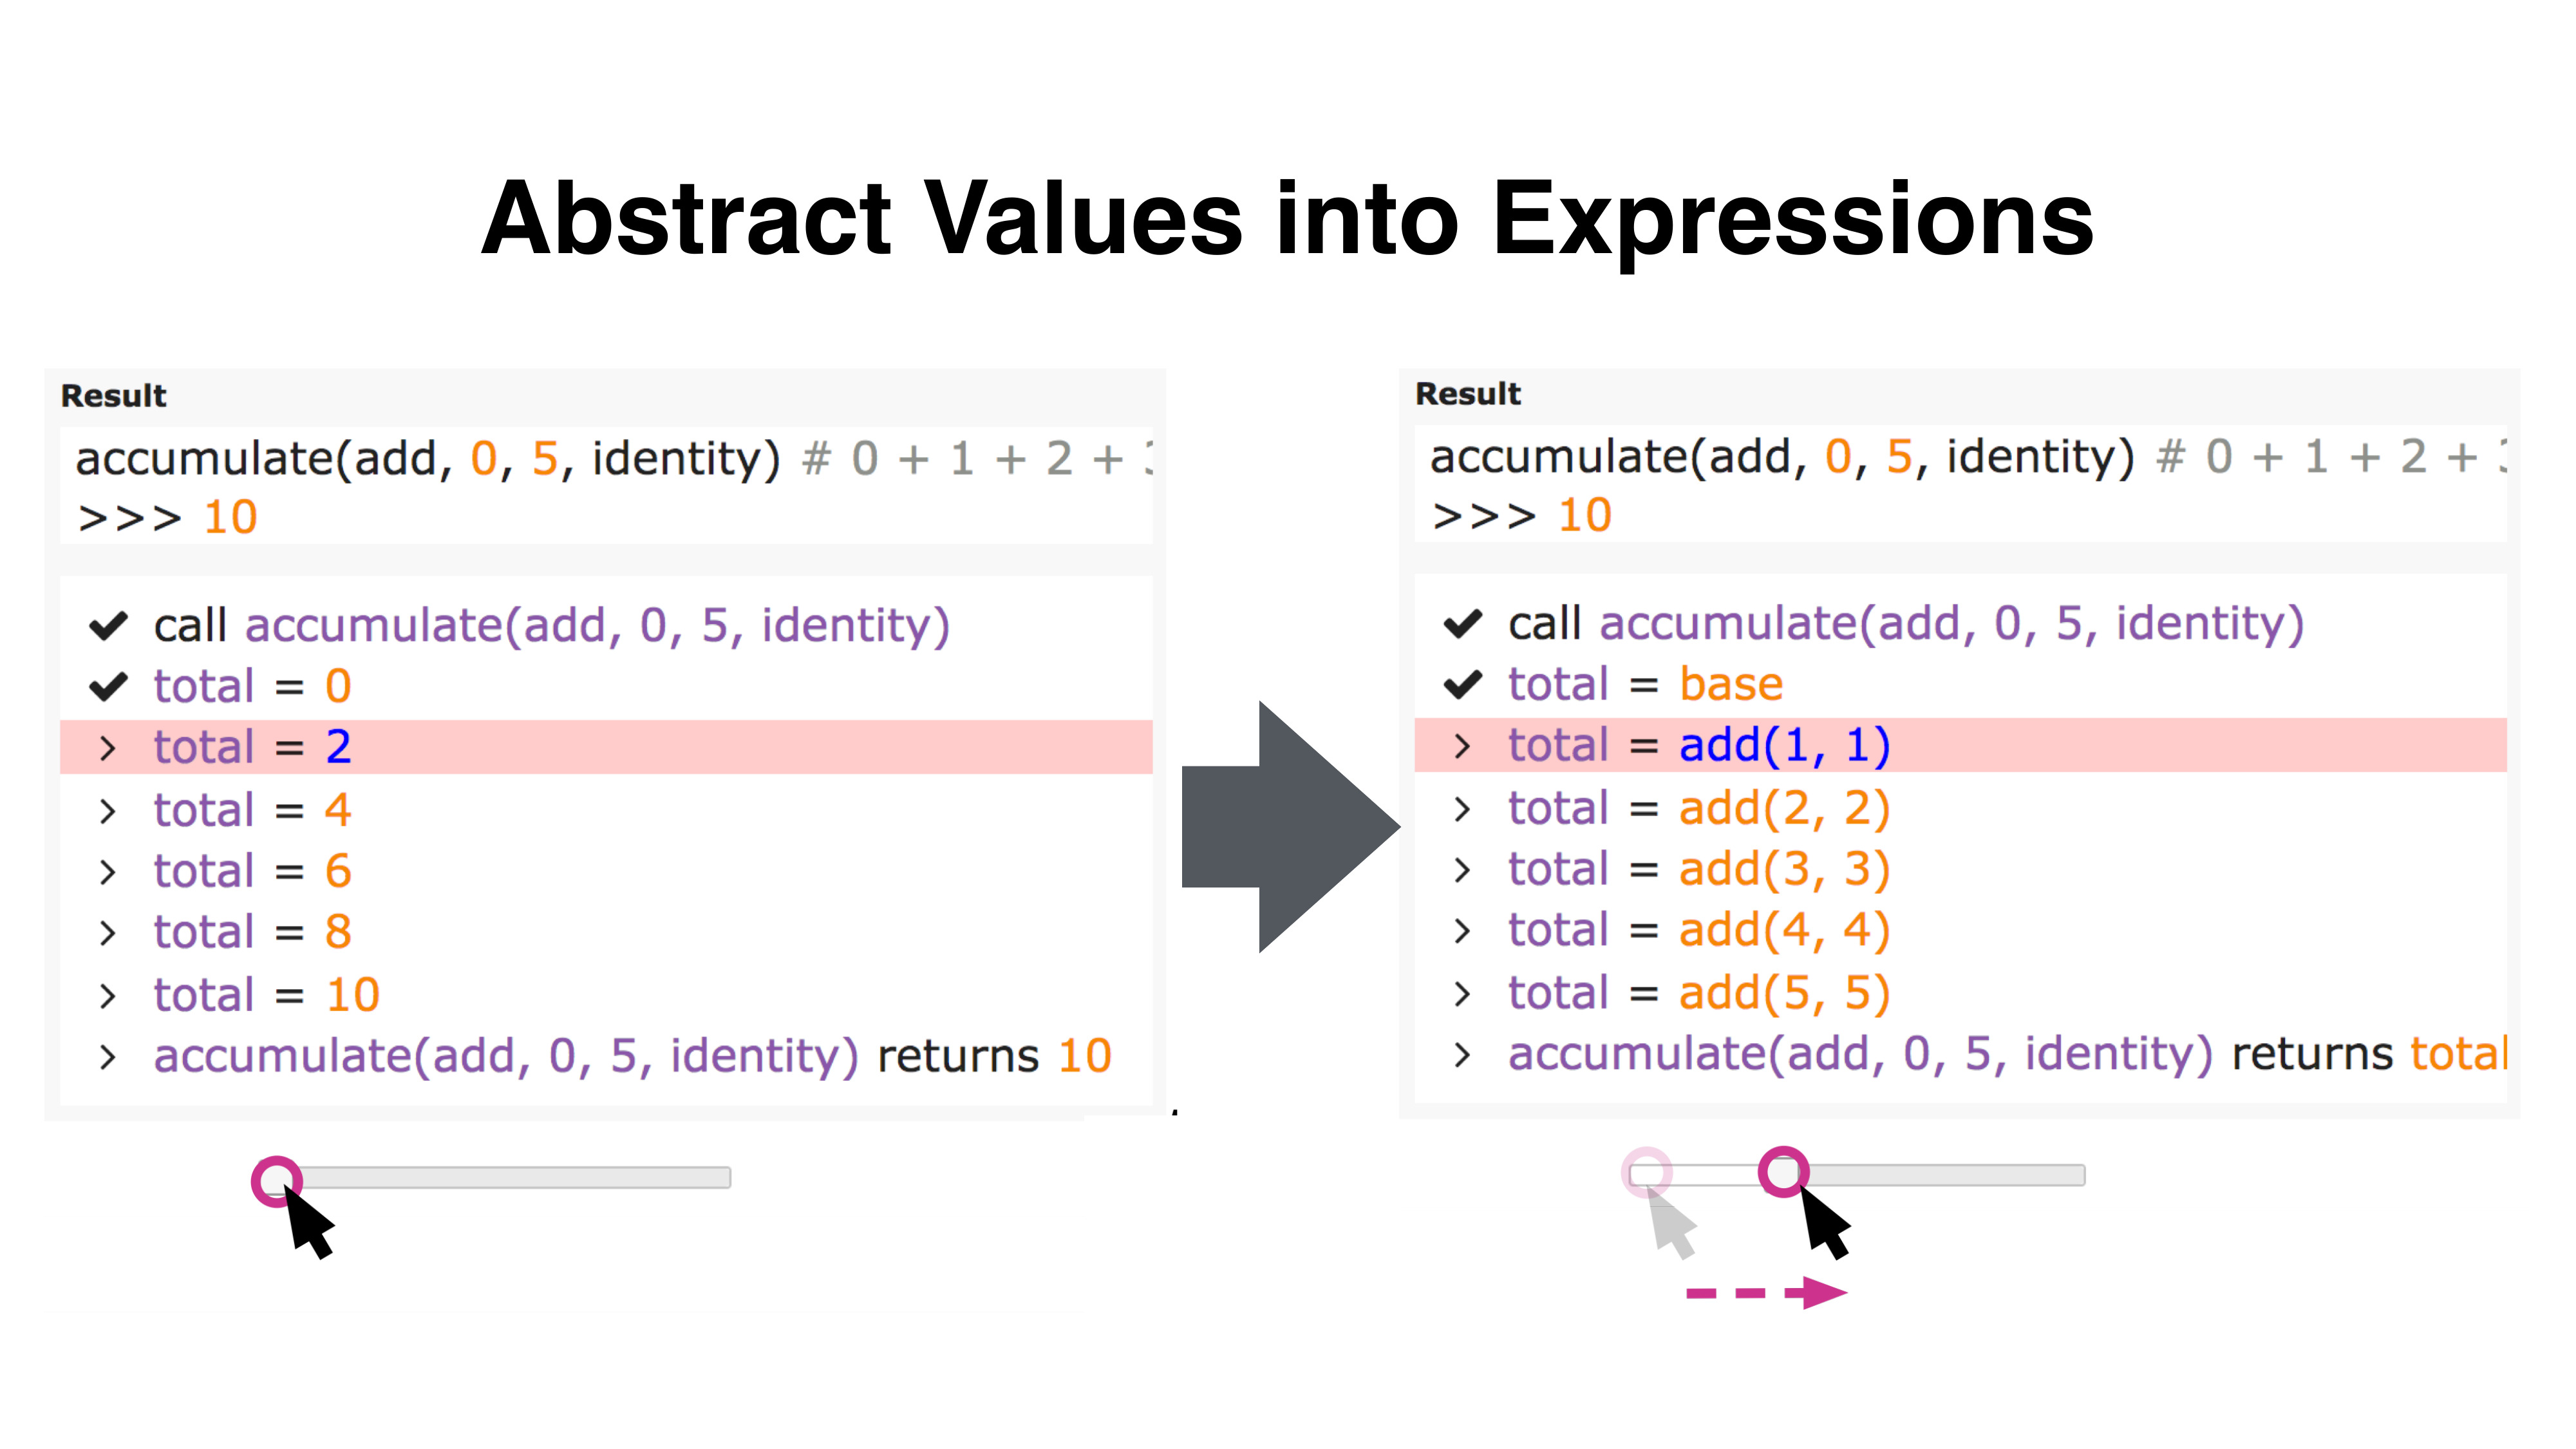 Abstract Values into Expressions
Result
accumulate(add, 0, 5, identity) # 0 + 1 + 2 +
>>> 10
call accumulate(add, 0, 5, identity)
total = 0
> total = 2
> total = 4
> total = 6
> total = 8
> total = 10
> accumulate(add, 0, 5, identity) returns 10
Result
accumulate(add, 0, 5, identity) # 0 + 1 + 2 +
>>> 10
call accumulate(add, 0, 5, identity)
total = base
> total = add(1, 1)
> total = add(2, 2)
> total = add(3, 3)
> total = add(4, 4)
> total = add(5, 5)
> accumulate(add, 0, 5, identity) returns total